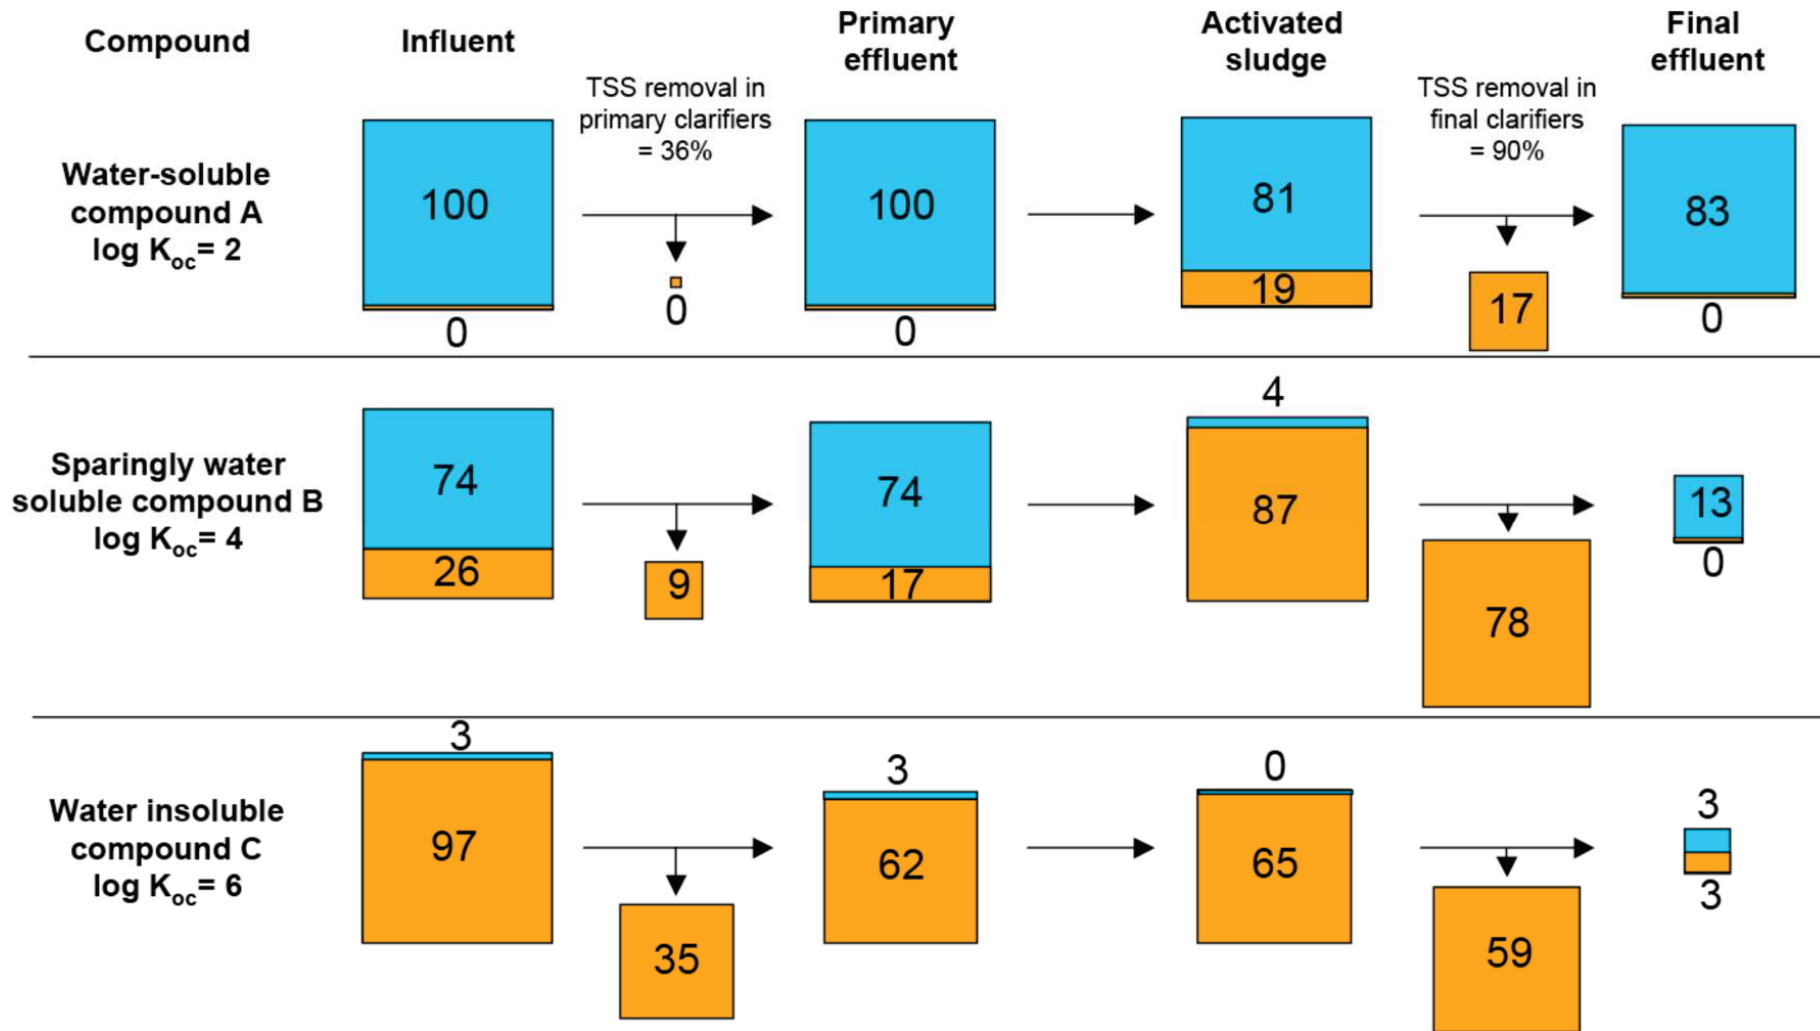 Compound
Influent
Primary
effluent
Activated
sludge
Final
effluent
TSS removal in
primary clarifiers
= 36%
TSS removal in
final clarifiers
= 90%
Water-soluble
compound A
log Koc= 2
100
0
0
100
0
81
19
17
83
0
Sparingly water
soluble compound B
log Koc= 4
74
26
9
74
17
4
87
78
13
0
Water insoluble
compound C
log Koc= 6
3
97
35
3
62
0
65
59
3
3